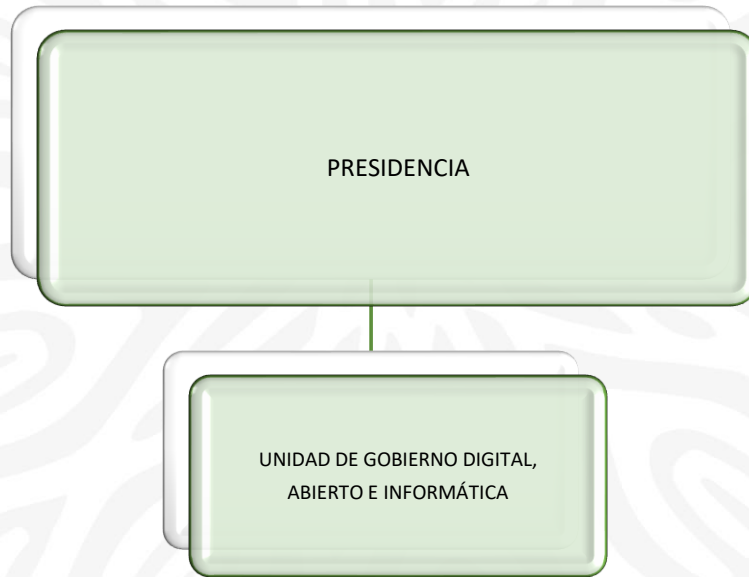 PRESIDENCIA
UNIDAD DE GOBIERNO DIGITAL,
ABIERTO E INFORMÁTICA